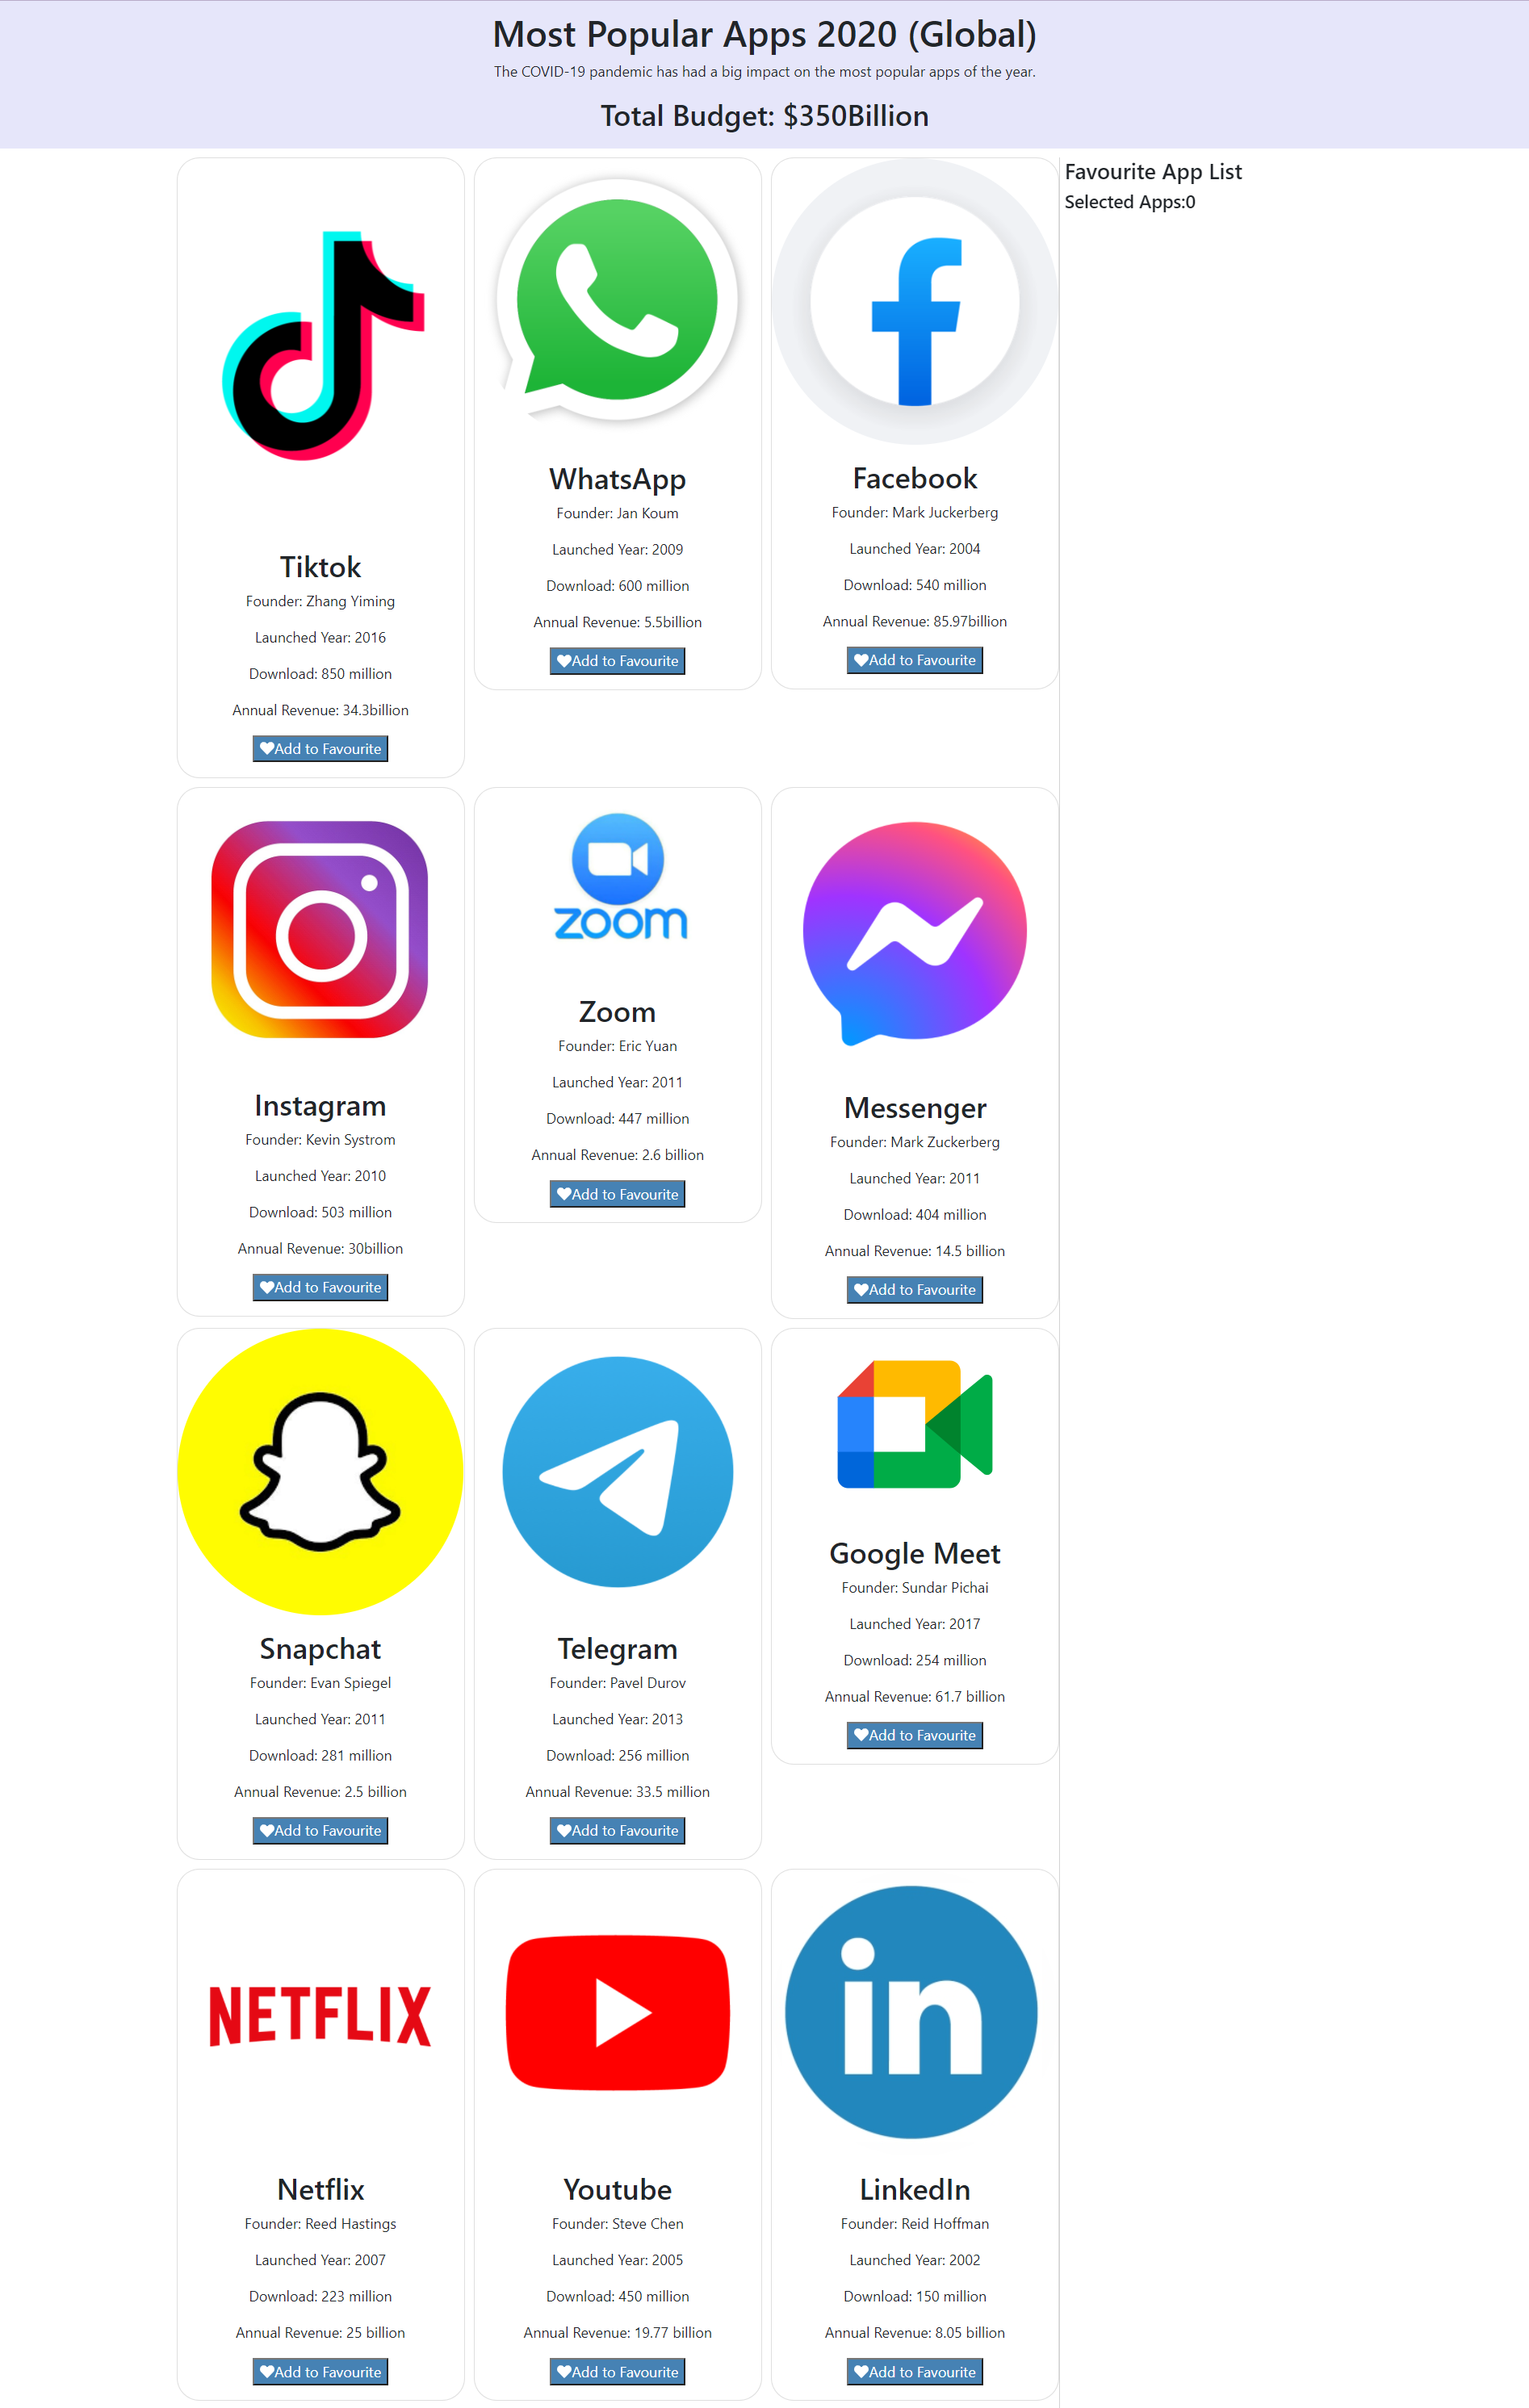 Most Popular Apps 2020 (Global)
The COVID-19 pandemic has had a big impact on the most popular apps of the year.
Total Budget: $350Billion
Tiktok
Founder: Zhang Yiming
Launched Year: 2016
Download: 850 million
Annual Revenue: 34.3billion
Add to Favourite
WhatsApp
Founder: Jan Koum
Launched Year: 2009
Download: 600 million
Annual Revenue: 5.5billion
Add to Favourite
Facebook
Founder: Mark Juckerberg
Launched Year: 2004
Download: 540 million
Annual Revenue: 85.97billion
Add to Favourite
Favourite App List
Selected Apps:0
Instagram
Founder: Kevin Systrom
Launched Year: 2010
Download: 503 million
Annual Revenue: 30billion
Add to Favourite
zoom
Zoom
Founder: Eric Yuan
Launched Year: 2011
Download: 447 million
Annual Revenue: 2.6 billion
Add to Favourite
Messenger
Founder: Mark Zuckerberg
Launched Year: 2011
Download: 404 million
Annual Revenue: 14.5 billion
Add to Favourite
Snapchat
Founder: Evan Spiegel
Launched Year: 2011
Download: 281 million
Annual Revenue: 2.5 billion
Add to Favourite
Telegram
Founder: Pavel Durov
Launched Year: 2013
Download: 256 million
Annual Revenue: 33.5 million
Add to Favourite
Google Meet
Founder: Sundar Pichai
Launched Year: 2017
Download: 254 million
Annual Revenue: 61.7 billion
Add to Favourite
NETFLIX
Netflix
Founder: Reed Hastings
Launched Year: 2007
Download: 223 million
Annual Revenue: 25 billion
Add to Favourite
Youtube
Founder: Steve Chen
Launched Year: 2005
Download: 450 million
Annual Revenue: 19.77 billion
Add to Favourite
in
LinkedIn
Founder: Reid Hoffman
Launched Year: 2002
Download: 150 million
Annual Revenue: 8.05 billion
Add to Favourite